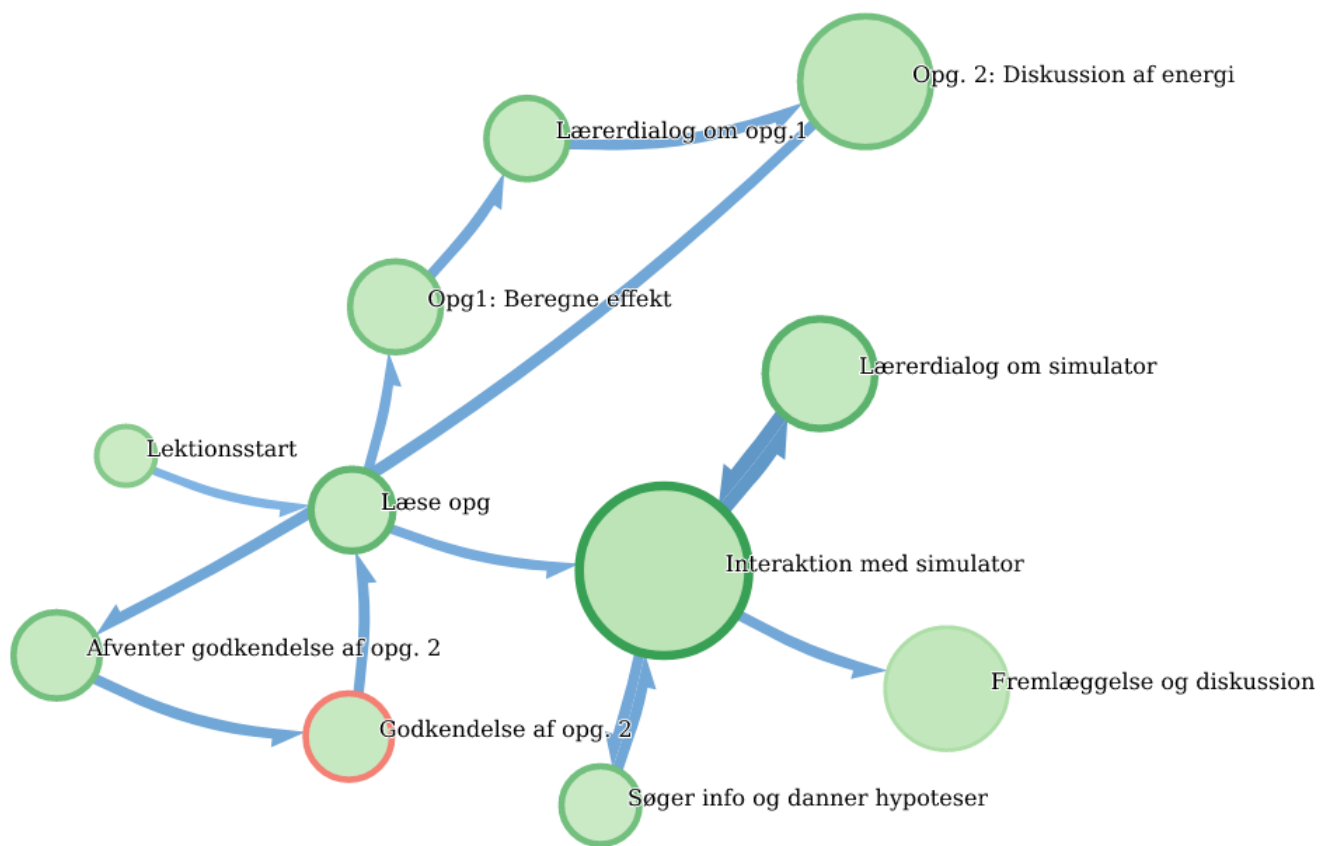 Opg. 2: Diskussion af energi
Lærerdialog om opg.1
Opg1: Beregne effekt
Lærerdialog om simulator
Lektionsstart
Læse opg
Interaktion med simulator
Afventer godkendelse af opg. 2
Fremlæggelse og diskussion
Godkendelse af opg. 2
Søger info og danner hypoteser